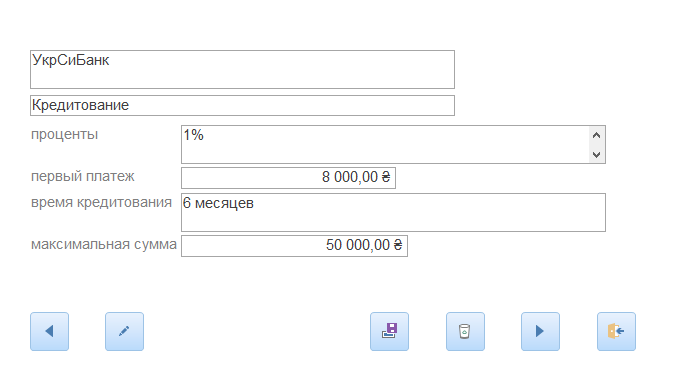 УкрСиБанк
Кредитование
проценты 1%
первый платеж 8 000,00 ₴
время кредитования 6 месяцев
максимальная сумма 50 000,00 ₴